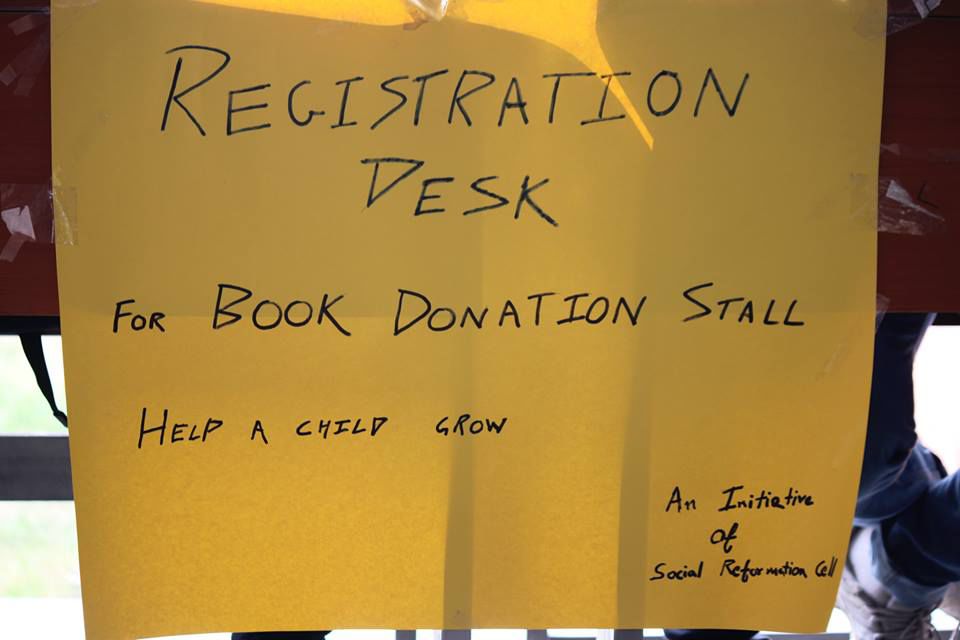 REGISTRATION
DESK
FOR BOOK DONATION STALL
HELP A CHILD GROW
An Initiative
of
Social Reformation Cell